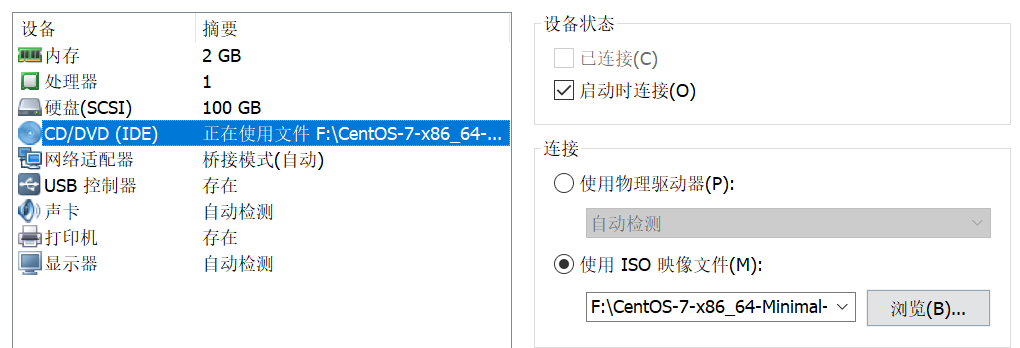 设备 摘要
内存 2 GB
处理器 1
硬盘(SCSI) 100 GB
CD/DVD (IDE) 正在使用文件 F:\CentOS-7-x86_64-...
网络适配器 桥接模式(自动)
USB 控制器 存在
声卡 自动检测
打印机 存在
显示器 自动检测
设备状态
已连接(C)
启动时连接(O)
连接
使用物理驱动器(P):
自动检测
使用 ISO 映像文件(M):
F:\CentOS-7-x86_64-Minimal- 浏览(B)...